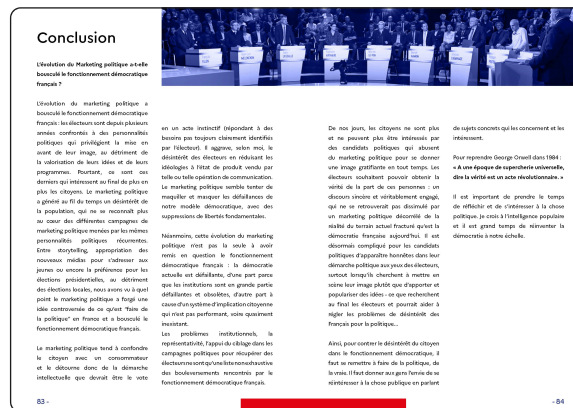 Conclusion
L'évolution du Marketing politique a-t-elle
bousculé le fonctionnement démocratique
français ?
L'évolution du marketing politique a
bousculé le fonctionnement démocratique
français : les électeurs sont depuis plusieurs
années confrontés à des personnalités
politiques qui privilégient la mise en
avant de leur image, au détriment de
la valorisation de leurs idées et de leurs
programmes. Pourtant, ce sont ces
derniers qui intéressent au final de plus en
plus les citoyens. Le marketing politique
a généré au fil du temps un désintérêt de
la population, qui ne se reconnaît plus
au cœur des différentes campagnes de
marketing politique menées par les mêmes
personnalités politiques récurrentes.
Entre storytelling, appropriation des
nouveaux médias pour s'adresser aux
jeunes ou encore la préférence pour les
élections présidentielles, au détriment
des élections locales, nous avons vu à quel
point le marketing politique a forgé une
idée controversée de ce qu'est "faire de
la politique" en France et a bousculé le
fonctionnement démocratique français.
Le marketing politique tend à confondre
le citoyen avec un consommateur
et le détourne donc de la démarche
intellectuelle que devrait être le vote
en un acte instinctif (répondant à des
besoins pas toujours clairement identifiés
par l'électeur). Il aggrave, selon moi, le
désintérêt des électeurs en réduisant les
idéologies à l'état de produit vendu par
telle ou telle opération de communication.
Le marketing politique semble tenter de
maquiller et masquer les défaillances de
notre modèle démocratique, avec des
suppressions de libertés fondamentales.
Néanmoins, cette évolution du marketing
politique n'est pas la seule à avoir
remis en question le fonctionnement
démocratique français : la démocratie
actuelle est défaillante, d'une part parce
que les institutions sont en grande partie
défaillantes et obsolètes, d'autre part à
cause d'un système d'implication citoyenne
qui n'est pas performant, voire quasiment
inexistant.
Les problèmes institutionnels, la
représentativité, l'appui du ciblage dans les
campagnes politiques pour récupérer des
électeurs ne sont qu'une liste non exhaustive
des bouleversements rencontrés par le
fonctionnement démocratique français.
De nos jours, les citoyens ne sont plus
et ne peuvent plus être intéressés par
des candidats politiques qui abusent
du marketing politique pour se donner
une image gratifiante en tout temps. Les
électeurs souhaitent pouvoir obtenir la
vérité de la part de ces personnes : un
discours sincère et véritablement engagé,
qui ne se retrouverait pas dissimulé par
un marketing politique décorrélé de la
réalité du terrain actuel fracturé qu'est la
démocratie française aujourd'hui. Il est
désormais compliqué pour les candidats
politiques d'apparaître honnêtes dans leur
démarche politique aux yeux des électeurs,
surtout lorsqu'ils cherchent à mettre en
scène leur image plutôt que d'apporter et
populariser des idées - ce que recherchent
au final les électeurs et pourrait aider à
régler les problèmes de désintérêt des
Français pour la politique...
Ainsi, pour contrer le désintérêt du citoyen
dans le fonctionnement démocratique, il
faut se remettre à faire de la politique, de
la vraie. Il faut donner aux gens l'envie de se
réintéresser à la chose publique en parlant
de sujets concrets qui les concernent et les
intéressent.
Pour reprendre George Orwell dans 1984 :
« A une époque de supercherie universelle,
dire la vérité est un acte révolutionnaire. »
Il est important de prendre le temps
de réfléchir et de s'intéresser à la chose
politique. Je crois à l'intelligence populaire
et il est grand temps de réinventer la
démocratie à notre échelle.
83 -
- 84